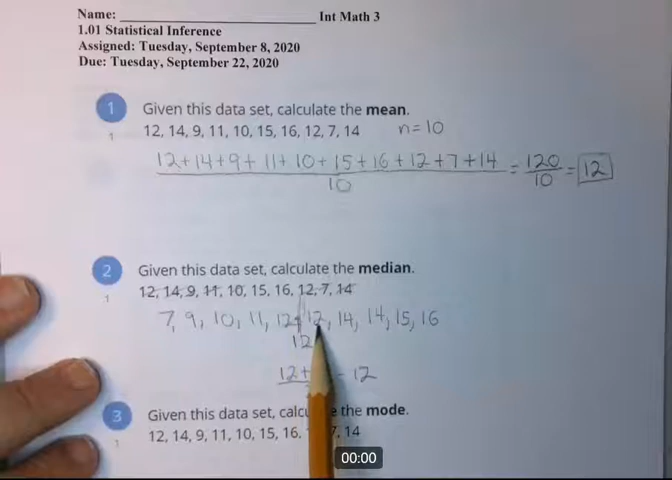 Name: Int Math 3
1.01 Statistical Inference
Assigned: Tuesday, September 8, 2020
Due: Tuesday, September 22, 2020
1 Given this data set, calculate the mean.
1 12, 14, 9, 11, 10, 15, 16, 12, 7, 14 n=10
12+14+9+11+10+15+16+12+7+14 = 120 = 12
10 10
2 Given this data set, calculate the median.
1 12, 14, 9, 11, 10, 15, 16, 12, 7, 14
7, 9, 10, 11, 12, 12, 14, 14, 15, 16
12
12+ 12
3 Given this data set, the mode.
1 12, 14, 9, 11, 10, 15, 16, 7, 14
00:00